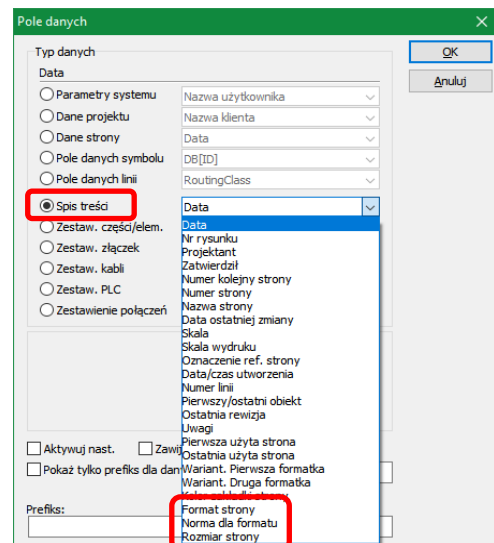 Pole danych
Typ danych
OK
Data
Anuluj
Parametry systemu Nazwa użytkownika
Dane projektu Nazwa klienta
Dane strony Data
Pole danych symbolu DB[ID]
Pole danych linii RoutingClass
Spis treści Data
Zestaw. części/elem. Data
Nr rysunku
Zestaw. złączek Projektant
Zatwierdził
Zestaw. kabli Numer kolejny strony
Zestaw. PLC Numer strony
Nazwa strony
Zestawienie połączeń Data ostatniej zmiany
Skala
Skala wydruku
Oznaczenie ref. strony
Data/czas utworzenia
Numer linii
Pierwszy/ostatni obiekt
Ostatnia rewizja
Uwagi
Aktywuj nast. Zawij Pierwsza użyta strona
Ostatnia użyta strona
Pokaż tylko prefiks dla dan Wariant. Pierwsza formatka
Wariant. Druga formatka
Kolor zakładki strony
Prefiks: Format strony
Norma dla formatu
Rozmiar strony